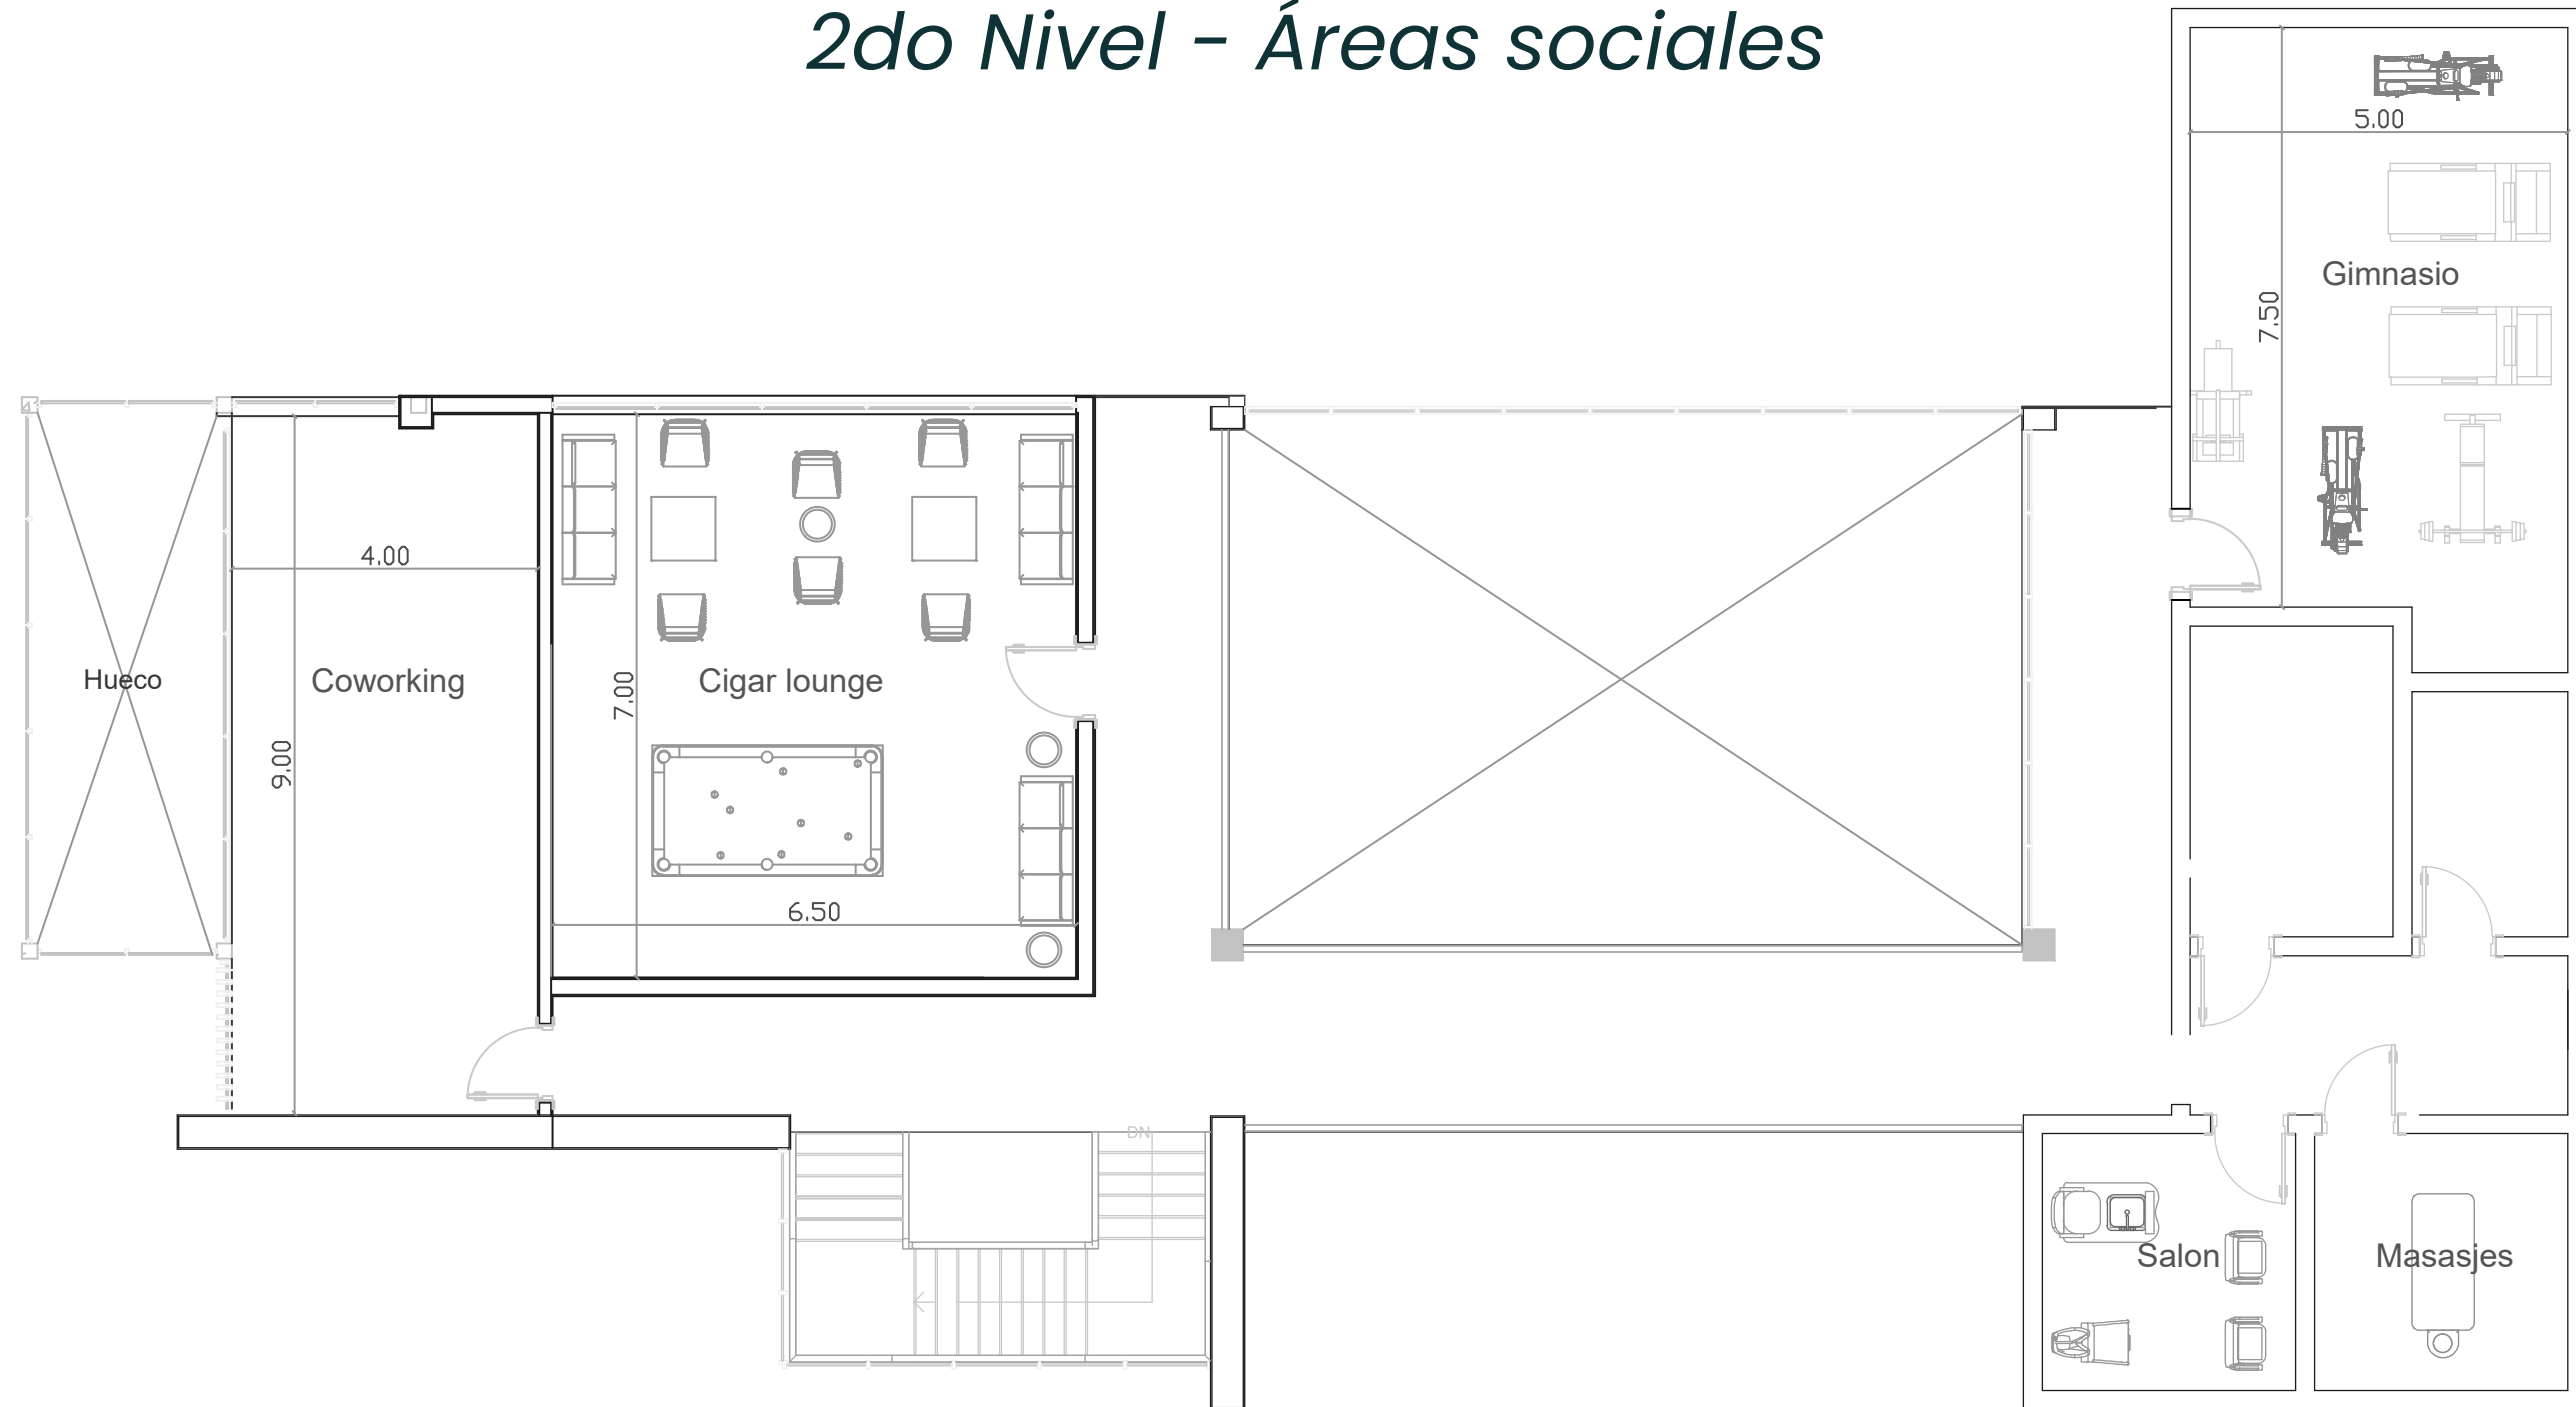 2do Nivel - Áreas sociales
5.00
Gimnasio
7.50
4.00
Hueco
Coworking
7.00
Cigar lounge
9.00
6.50
DN
Salon
Masasjes